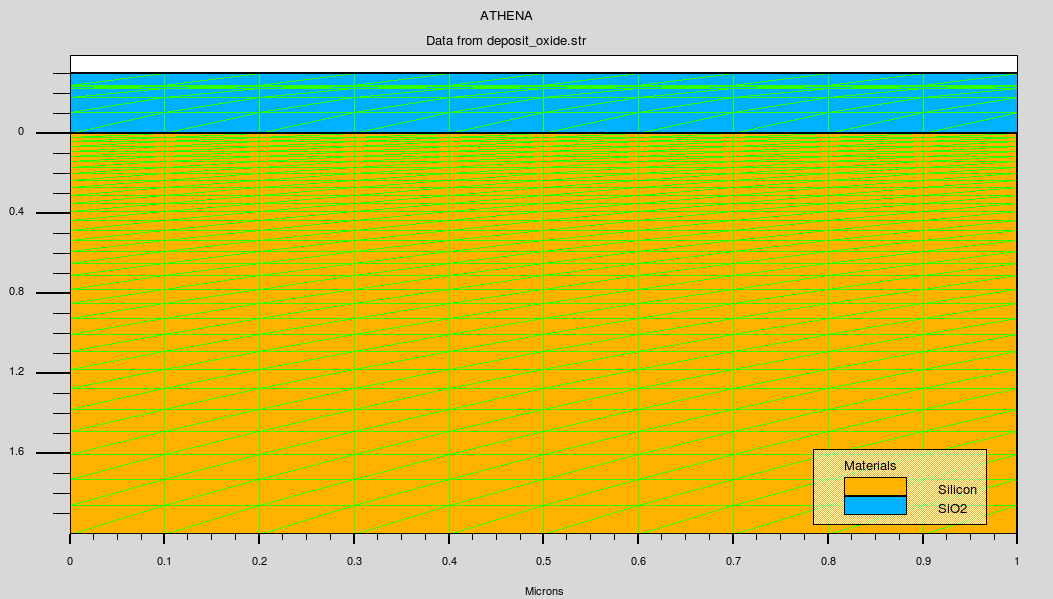 ATHENA
Data from deposit_oxide.str
0
0.4
0.8
1.2
1.6
Materials
Silicon
SiO2
0 0.1 0.2 0.3 0.4 0.5 0.6 0.7 0.8 0.9 1
Microns